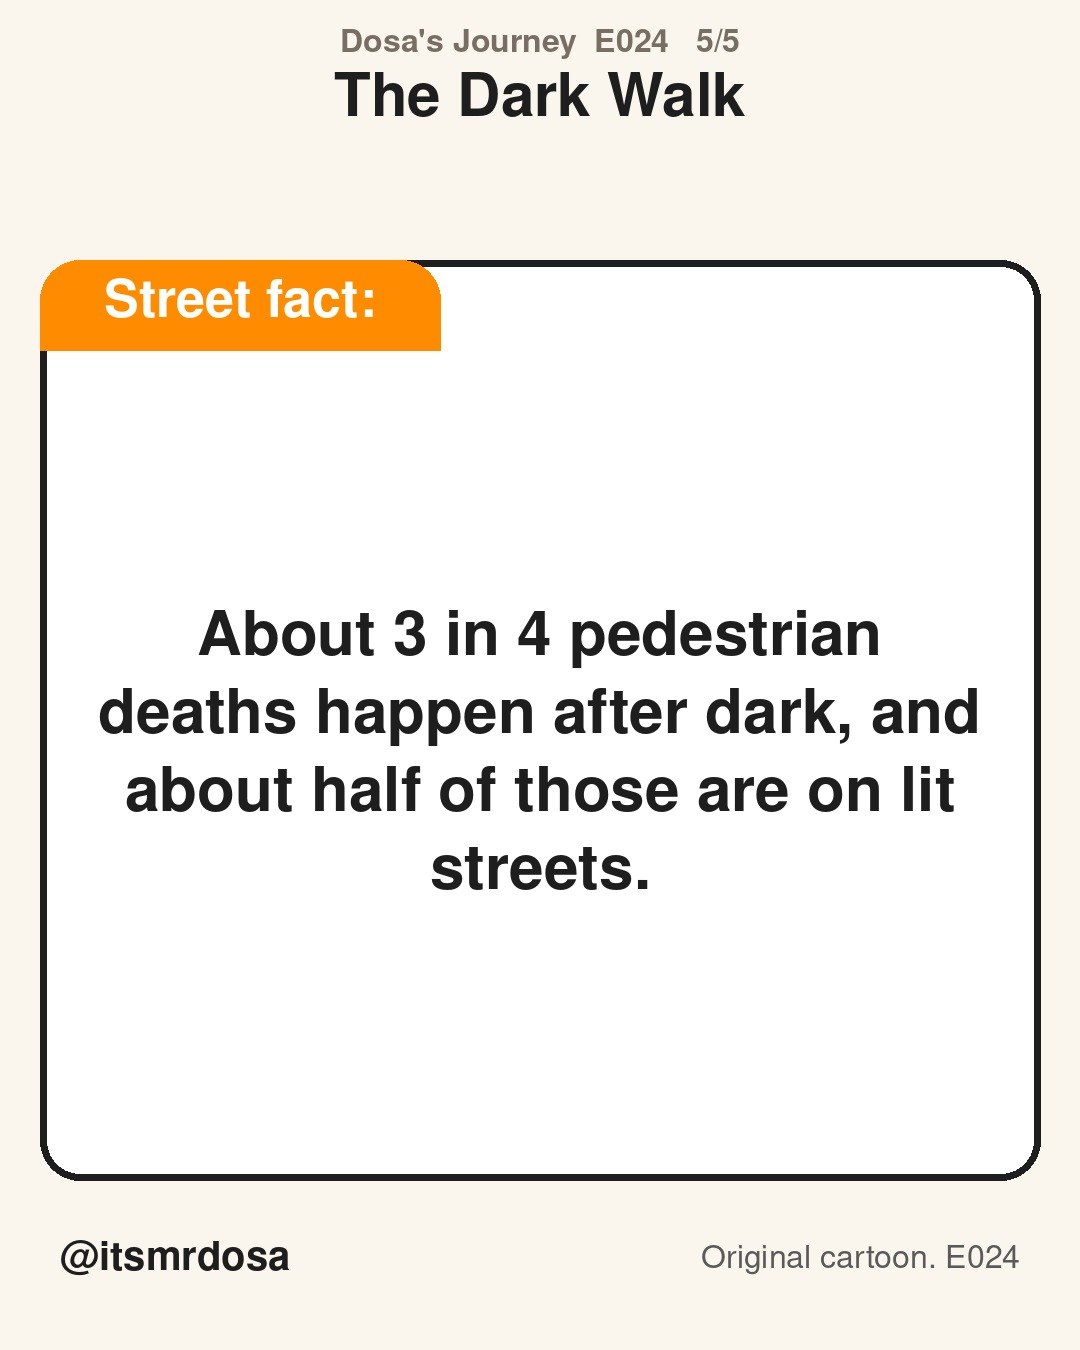 Dosa's Journey  E024   5/5
The Dark Walk
Street fact:
About 3 in 4 pedestrian
deaths happen after dark, and
about half of those are on lit
streets.
@itsmrdosa
Original cartoon. E024